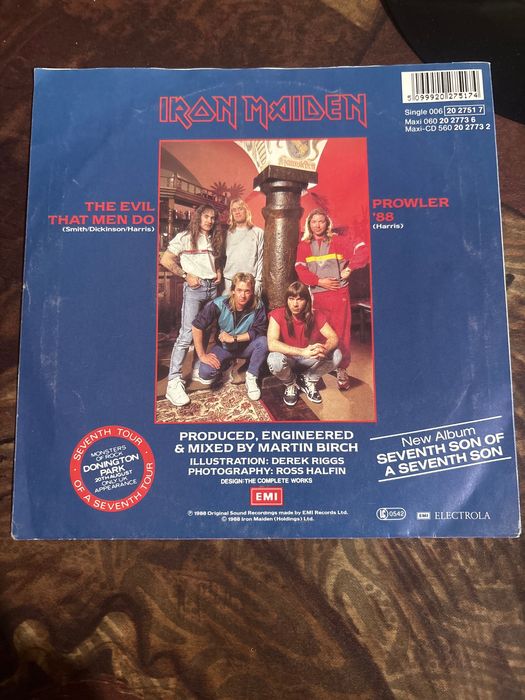 IRON MAIDEN
5 099920 275174
Single 006 20 2751 7
Maxi 060 20 2773 6
Maxi-CD 560 20 2773 2
THE EVIL
THAT MEN DO
(Smith/Dickinson/Harris)
PROWLER
'88
(Harris)
SEVENTH TOUR
MONSTERS
OF ROCK
DONINGTON
PARK
20TH AUGUST
ONLY UK
APPEARANCE
OF A SEVENTH TOUR
PRODUCED, ENGINEERED
& MIXED BY MARTIN BIRCH
ILLUSTRATION: DEREK RIGGS
PHOTOGRAPHY: ROSS HALFIN
DESIGN: THE COMPLETE WORKS
EMI
New Album
SEVENTH SON OF
A SEVENTH SON
℗ 1988 Original Sound Recordings made by EMI Records Ltd.
© 1988 Iron Maiden (Holdings) Ltd.
LC 0542
EMI ELECTROLA